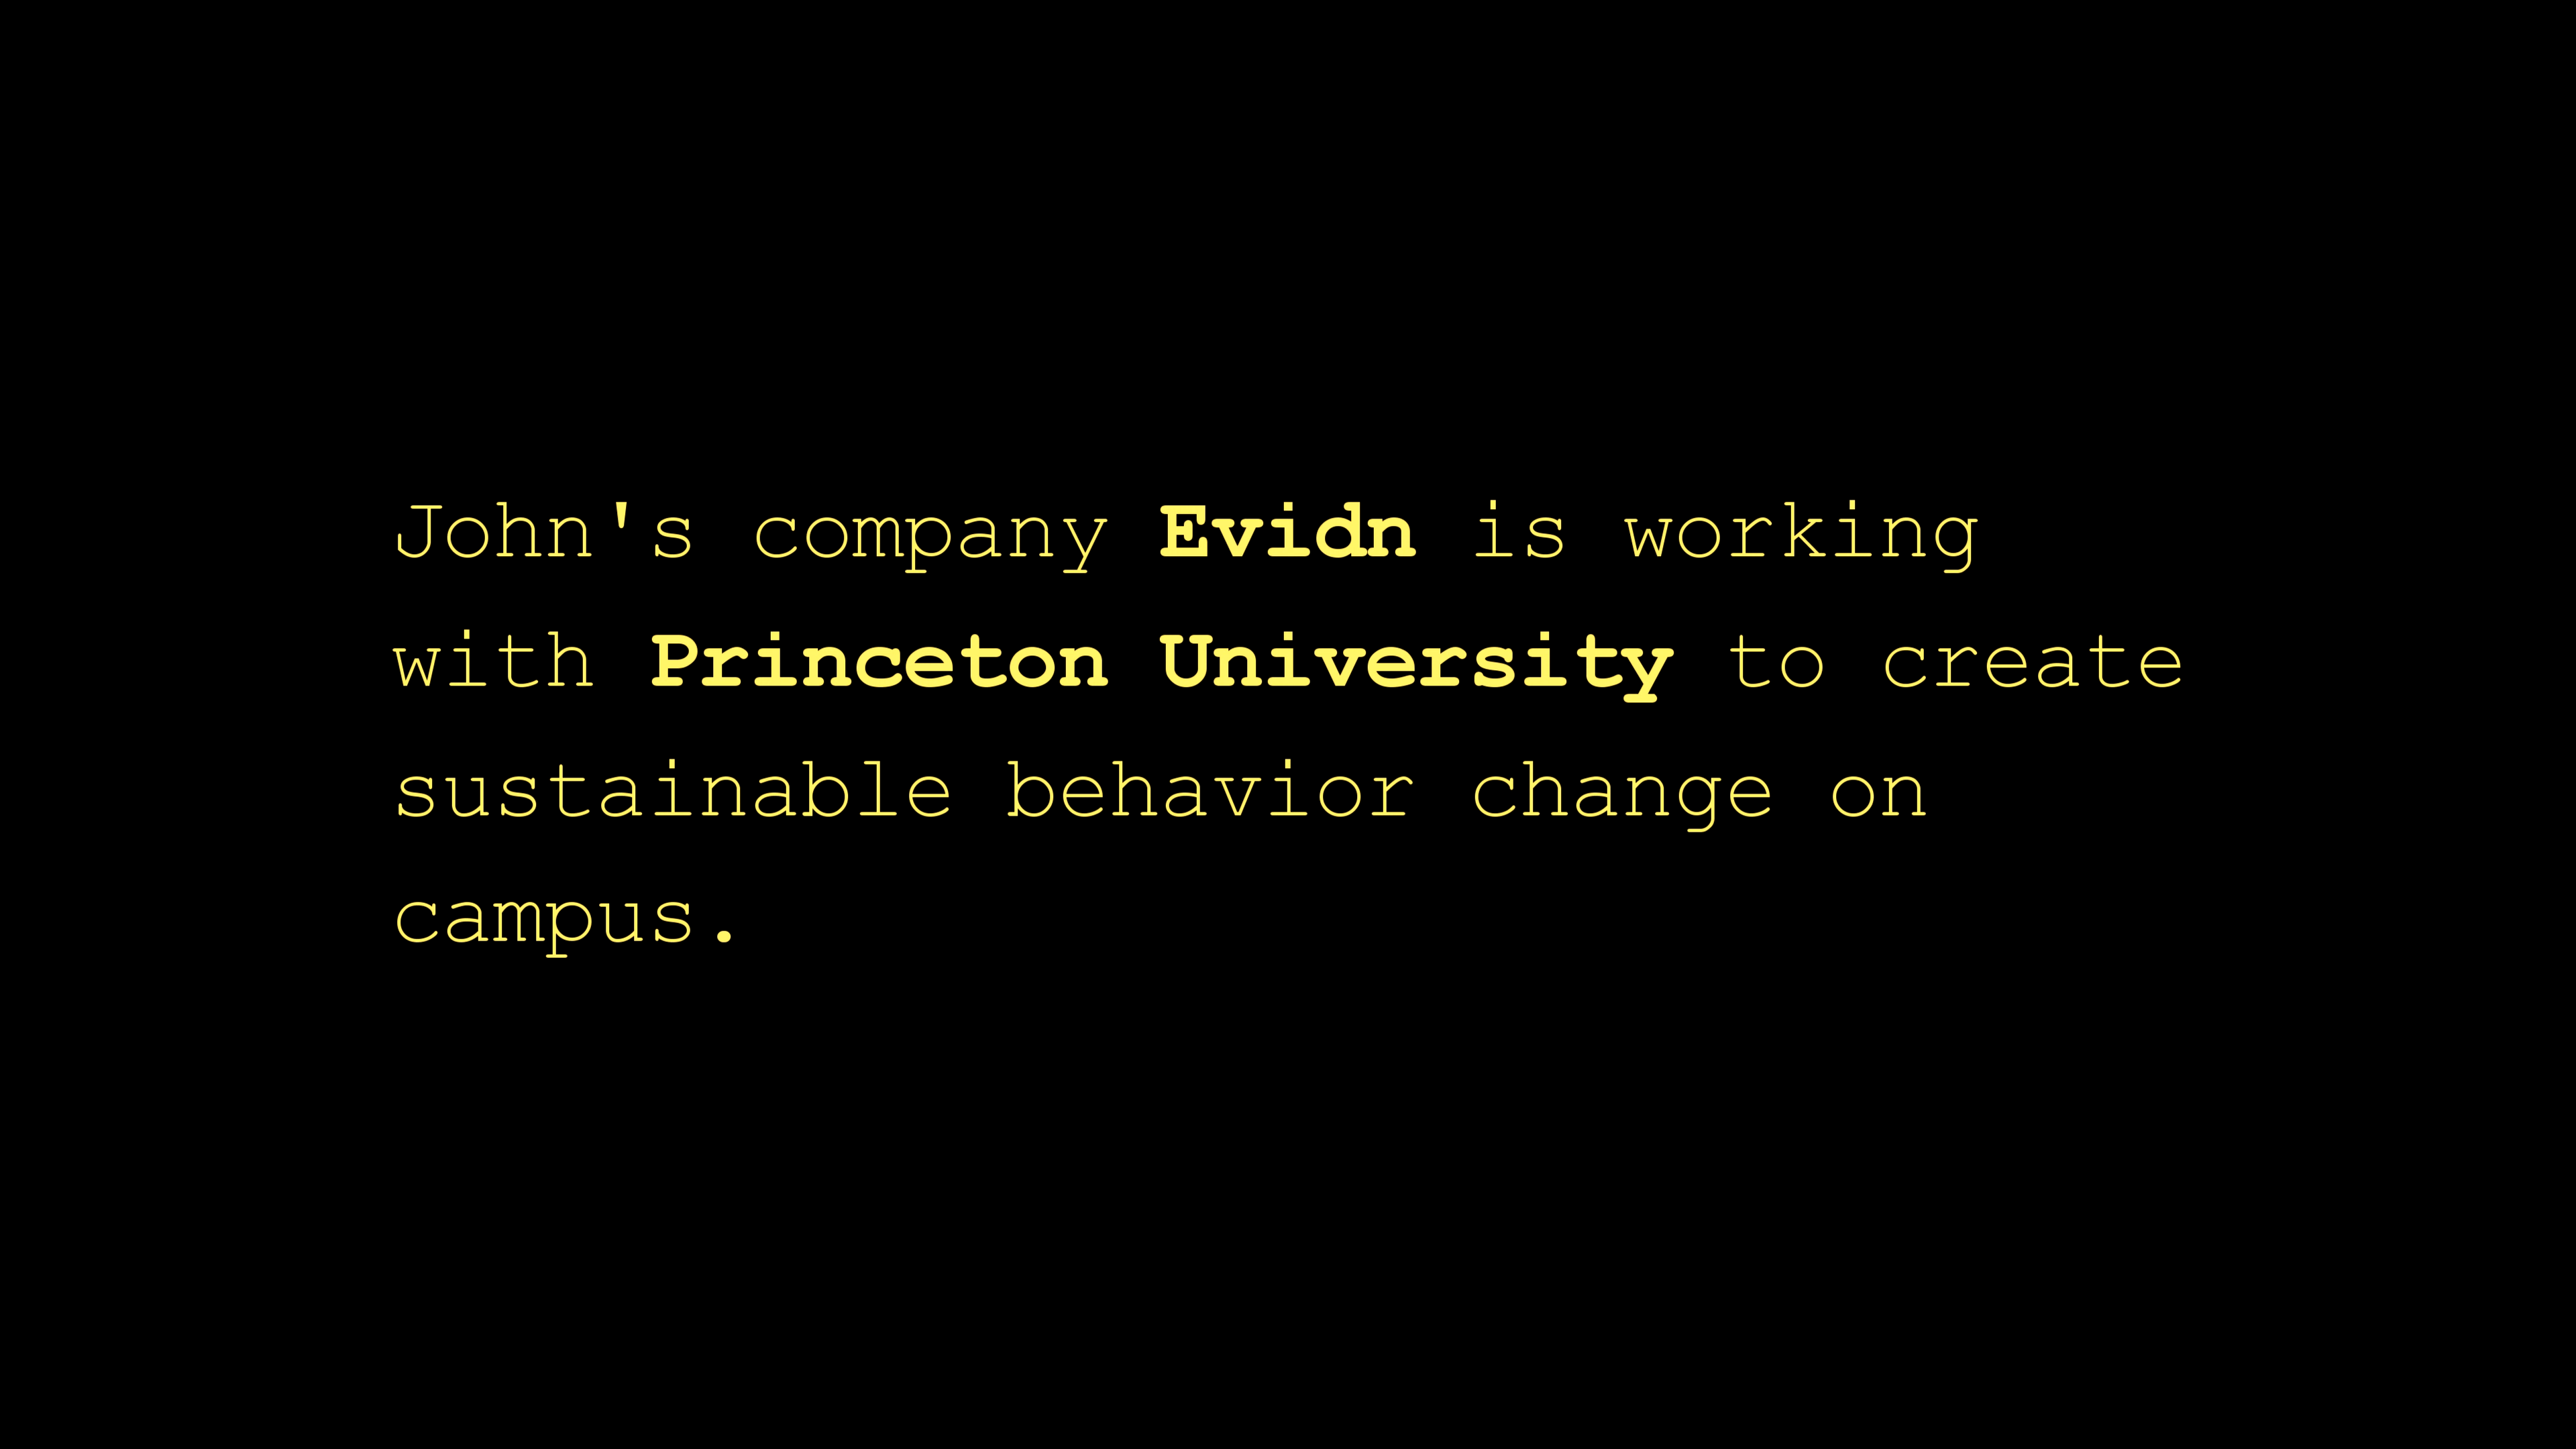 John's company Evidn is working
with Princeton University to create
sustainable behavior change on
campus.